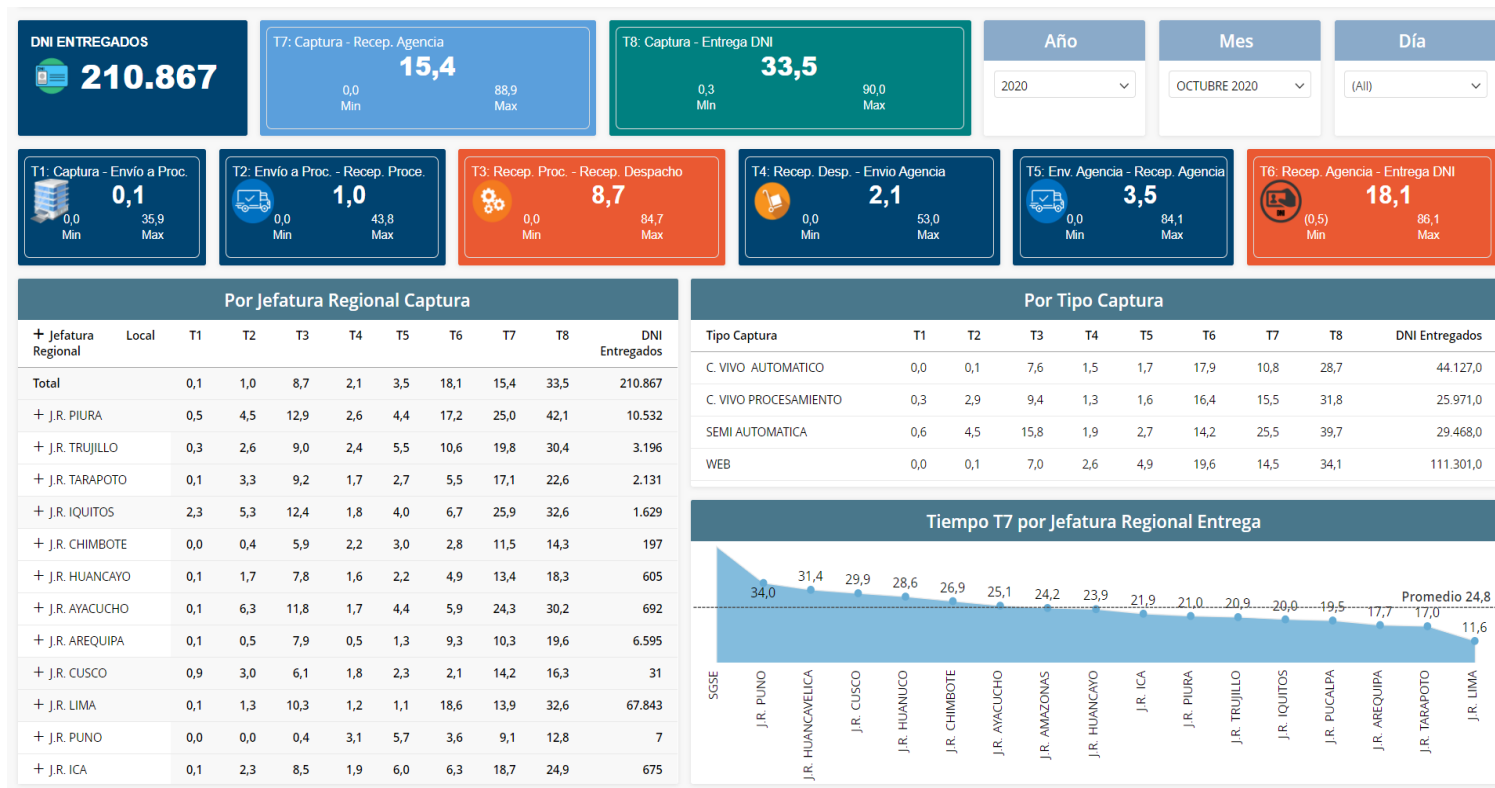 DNI ENTREGADOS
210.867
T7: Captura - Recep. Agencia
15,4
0,0 88,9
Min Max
T8: Captura - Entrega DNI
33,5
0,3 90,0
MIn Max
Año
2020
Mes
OCTUBRE 2020
Día
(All)
T1: Captura - Envío a Proc.
0,1
0,0 35,9
Min Max
T2: Envío a Proc. - Recep. Proce.
1,0
0,0 43,8
Min Max
T3: Recep. Proc. - Recep. Despacho
8,7
0,0 84,7
Min Max
T4: Recep. Desp. - Envio Agencia
2,1
0,0 53,0
Min Max
T5: Env. Agencia - Recep. Agencia
3,5
0,0 84,1
Min Max
T6: Recep. Agencia - Entrega DNI
18,1
(0,5) 86,1
Min Max
Por Jefatura Regional Captura
Jefatura Local T1 T2 T3 T4 T5 T6 T7 T8 DNI
Regional Entregados
Total 0,1 1,0 8,7 2,1 3,5 18,1 15,4 33,5 210.867
J.R. PIURA 0,5 4,5 12,9 2,6 4,4 17,2 25,0 42,1 10.532
J.R. TRUJILLO 0,3 2,6 9,0 2,4 5,5 10,6 19,8 30,4 3.196
J.R. TARAPOTO 0,1 3,3 9,2 1,7 2,7 5,5 17,1 22,6 2.131
J.R. IQUITOS 2,3 5,3 12,4 1,8 4,0 6,7 25,9 32,6 1.629
J.R. CHIMBOTE 0,0 0,4 5,9 2,2 3,0 2,8 11,5 14,3 197
J.R. HUANCAYO 0,1 1,7 7,8 1,6 2,2 4,9 13,4 18,3 605
J.R. AYACUCHO 0,1 6,3 11,8 1,7 4,4 5,9 24,3 30,2 692
J.R. AREQUIPA 0,1 0,5 7,9 0,5 1,3 9,3 10,3 19,6 6.595
J.R. CUSCO 0,9 3,0 6,1 1,8 2,3 2,1 14,2 16,3 31
J.R. LIMA 0,1 1,3 10,3 1,2 1,1 18,6 13,9 32,6 67.843
J.R. PUNO 0,0 0,0 0,4 3,1 5,7 3,6 9,1 12,8 7
J.R. ICA 0,1 2,3 8,5 1,9 6,0 6,3 18,7 24,9 675
Por Tipo Captura
Tipo Captura T1 T2 T3 T4 T5 T6 T7 T8 DNI Entregados
C. VIVO AUTOMATICO 0,0 0,1 7,6 1,5 1,7 17,9 10,8 28,7 44.127,0
C. VIVO PROCESAMIENTO 0,3 2,9 9,4 1,3 1,6 16,4 15,5 31,8 25.971,0
SEMI AUTOMATICA 0,6 4,5 15,8 1,9 2,7 14,2 25,5 39,7 29.468,0
WEB 0,0 0,1 7,0 2,6 4,9 19,6 14,5 34,1 111.301,0
Tiempo T7 por Jefatura Regional Entrega
34,0 31,4 29,9 28,6 26,9 25,1 24,2 23,9 21,9 21,0 20,9 20,0 19,5 17,7 17,0 11,6
Promedio 24,8
SGSE
J.R. PUNO
J.R. HUANCAVELICA
J.R. CUSCO
J.R. HUANUCO
J.R. CHIMBOTE
J.R. AYACUCHO
J.R. AMAZONAS
J.R. HUANCAYO
J.R. ICA
J.R. PIURA
J.R. TRUJILLO
J.R. IQUITOS
J.R. PUCALPA
J.R. AREQUIPA
J.R. TARAPOTO
J.R. LIMA